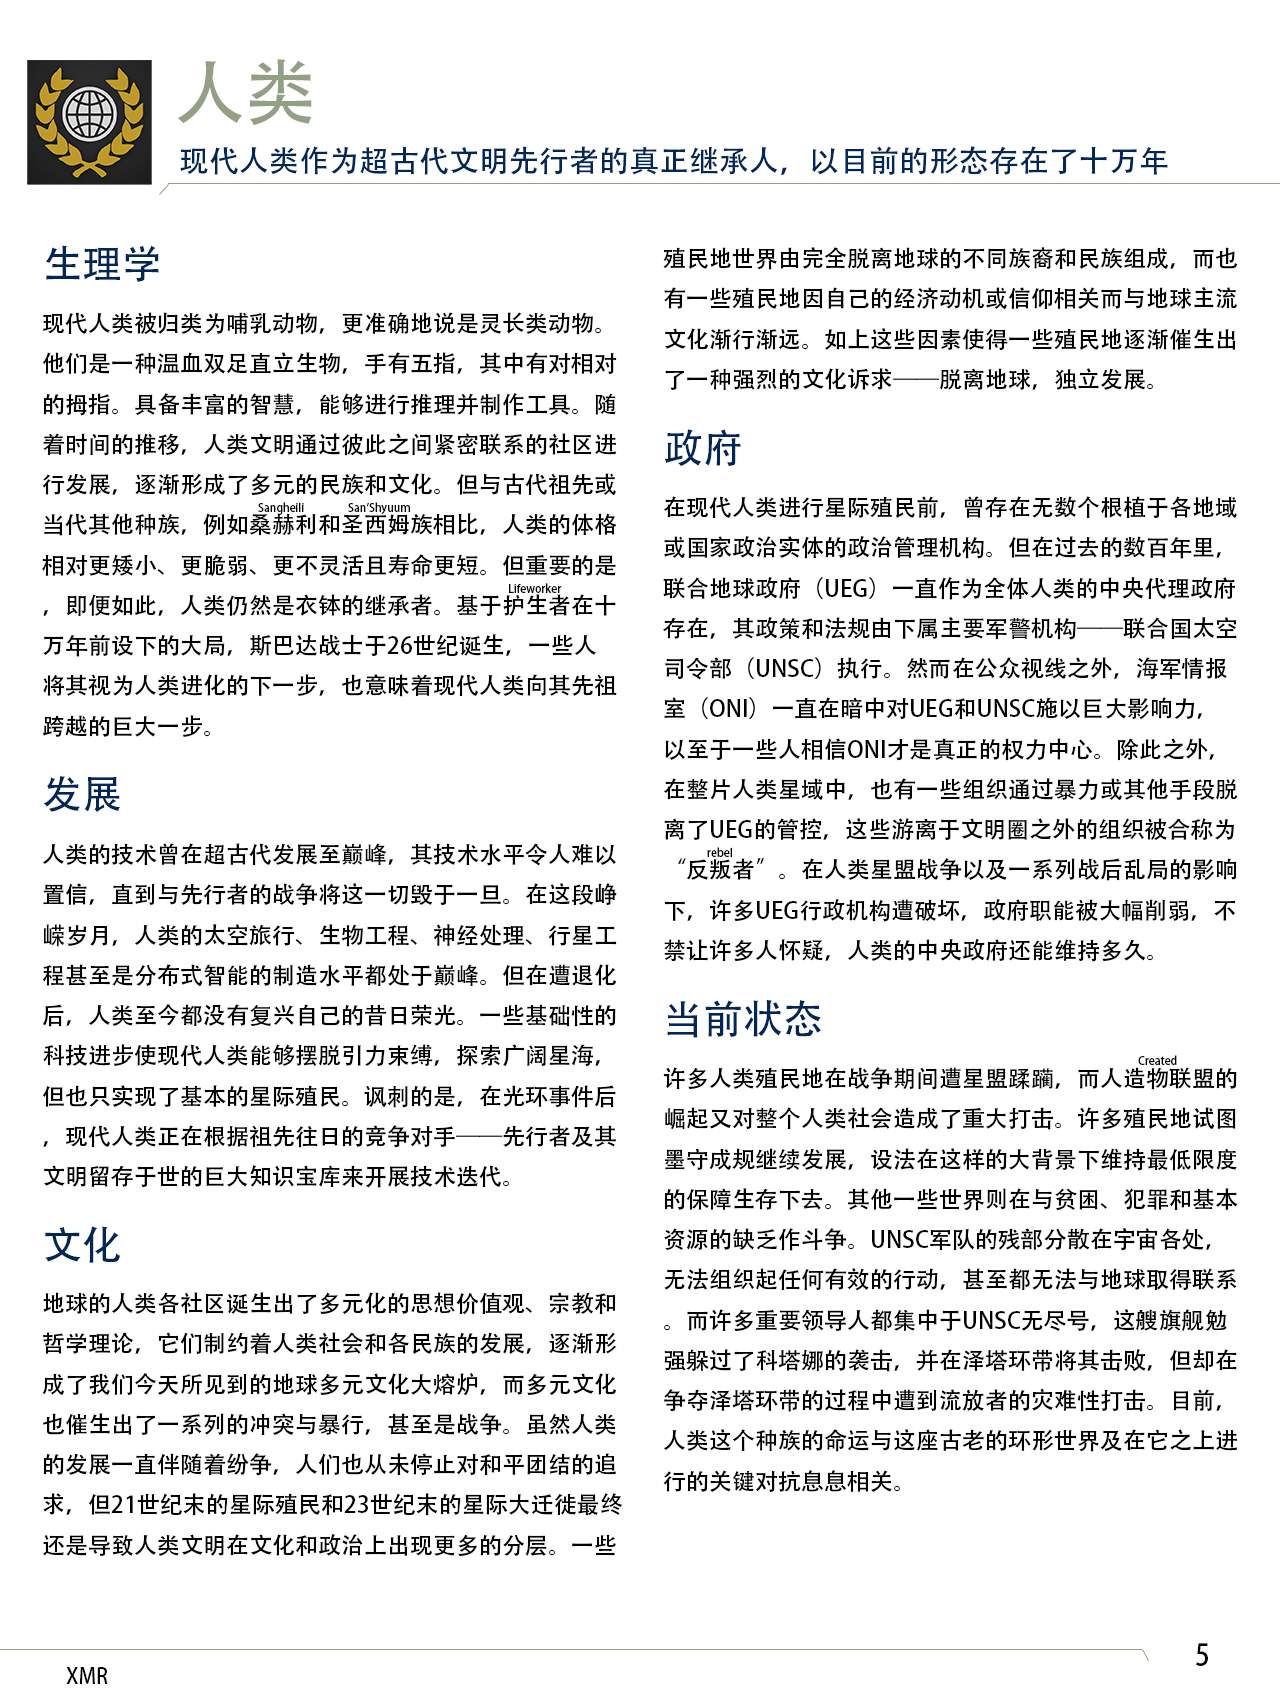 人类
现代人类作为超古代文明先行者的真正继承人，以目前的形态存在了十万年
生理学
现代人类被归类为哺乳动物，更准确地说是灵长类动物。
他们是一种温血双足直立生物，手有五指，其中有对相对
的拇指。具备丰富的智慧，能够进行推理并制作工具。随
着时间的推移，人类文明通过彼此之间紧密联系的社区进
行发展，逐渐形成了多元的民族和文化。但与古代祖先或
Sangheili San'Shyuum
当代其他种族，例如桑赫利和圣西姆族相比，人类的体格
相对更矮小、更脆弱、更不灵活且寿命更短。但重要的是
Lifeworker
，即便如此，人类仍然是衣钵的继承者。基于护生者在十
万年前设下的大局，斯巴达战士于26世纪诞生，一些人
将其视为人类进化的下一步，也意味着现代人类向其先祖
跨越的巨大一步。
发展
人类的技术曾在超古代发展至巅峰，其技术水平令人难以
置信，直到与先行者的战争将这一切毁于一旦。在这段峥
嵘岁月，人类的太空旅行、生物工程、神经处理、行星工
程甚至是分布式智能的制造水平都处于巅峰。但在遭退化
后，人类至今都没有复兴自己的昔日荣光。一些基础性的
科技进步使现代人类能够摆脱引力束缚，探索广阔星海，
但也只实现了基本的星际殖民。讽刺的是，在光环事件后
，现代人类正在根据祖先往日的竞争对手——先行者及其
文明留存于世的巨大知识宝库来开展技术迭代。
文化
地球的人类各社区诞生出了多元化的思想价值观、宗教和
哲学理论，它们制约着人类社会和各民族的发展，逐渐形
成了我们今天所见到的地球多元文化大熔炉，而多元文化
也催生出了一系列的冲突与暴行，甚至是战争。虽然人类
的发展一直伴随着纷争，人们也从未停止对和平团结的追
求，但21世纪末的星际殖民和23世纪末的星际大迁徙最终
还是导致人类文明在文化和政治上出现更多的分层。一些
殖民地世界由完全脱离地球的不同族裔和民族组成，而也
有一些殖民地因自己的经济动机或信仰相关而与地球主流
文化渐行渐远。如上这些因素使得一些殖民地逐渐催生出
了一种强烈的文化诉求——脱离地球，独立发展。
政府
在现代人类进行星际殖民前，曾存在无数个根植于各地域
或国家政治实体的政治管理机构。但在过去的数百年里，
联合地球政府（UEG）一直作为全体人类的中央代理政府
存在，其政策和法规由下属主要军警机构——联合国太空
司令部（UNSC）执行。然而在公众视线之外，海军情报
室（ONI）一直在暗中对UEG和UNSC施以巨大影响力，
以至于一些人相信ONI才是真正的权力中心。除此之外，
在整片人类星域中，也有一些组织通过暴力或其他手段脱
离了UEG的管控，这些游离于文明圈之外的组织被合称为
rebel
“反叛者”。在人类星盟战争以及一系列战后乱局的影响
下，许多UEG行政机构遭破坏，政府职能被大幅削弱，不
禁让许多人怀疑，人类的中央政府还能维持多久。
当前状态
Created
许多人类殖民地在战争期间遭星盟蹂躏，而人造物联盟的
崛起又对整个人类社会造成了重大打击。许多殖民地试图
墨守成规继续发展，设法在这样的大背景下维持最低限度
的保障生存下去。其他一些世界则在与贫困、犯罪和基本
资源的缺乏作斗争。UNSC军队的残部分散在宇宙各处，
无法组织起任何有效的行动，甚至都无法与地球取得联系
。而许多重要领导人都集中于UNSC无尽号，这艘旗舰勉
强躲过了科塔娜的袭击，并在泽塔环带将其击败，但却在
争夺泽塔环带的过程中遭到流放者的灾难性打击。目前，
人类这个种族的命运与这座古老的环形世界及在它之上进
行的关键对抗息息相关。
5
XMR